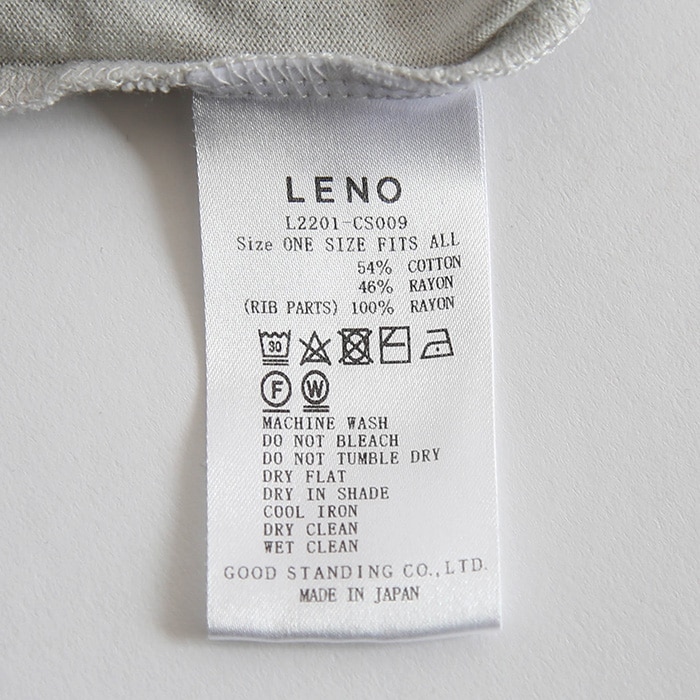 LENO
L2201-CS009
Size ONE SIZE FITS ALL
54% COTTON
46% RAYON
(RIB PARTS) 100% RAYON
30
F W
MACHINE WASH
DO NOT BLEACH
DO NOT TUMBLE DRY
DRY FLAT
DRY IN SHADE
COOL IRON
DRY CLEAN
WET CLEAN
GOOD STANDING CO.,LTD.
MADE IN JAPAN